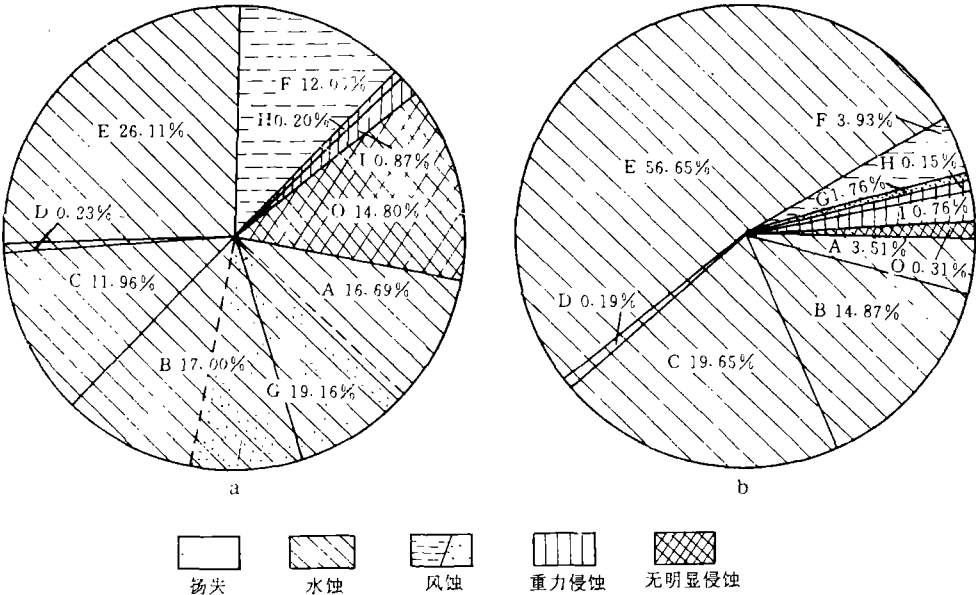 F 12.07%
H0.20%
E 26.11%
I 0.87%
D 0.23%
O 14.80%
C 11.96%
A 16.69%
B 17.00%
G 19.16%
a
F 3.93%
E 56.65%
H 0.15%
G1.76%
I 0.76%
A 3.51%
O 0.31%
D 0.19%
B 14.87%
C 19.65%
b
水蚀
风蚀
重力侵蚀
无明显侵蚀